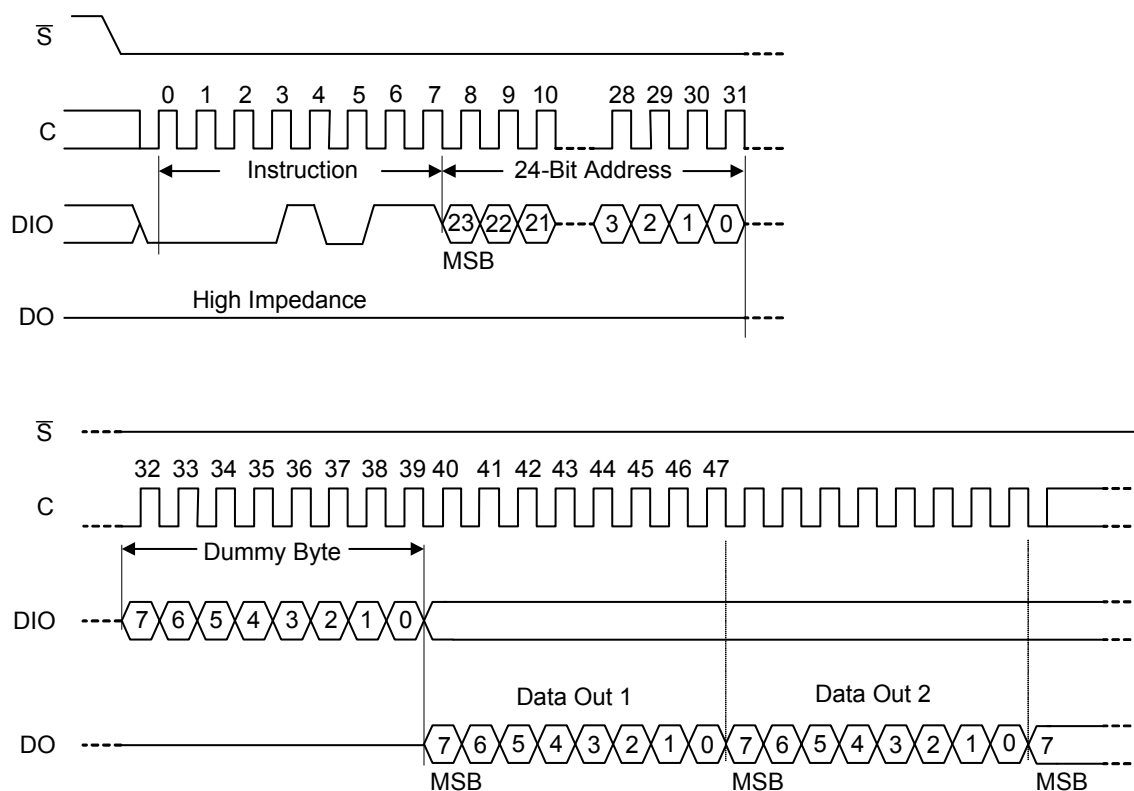 S̅
0 1 2 3 4 5 6 7 8 9 10 28 29 30 31
C
Instruction 24-Bit Address
DIO 23 22 21 3 2 1 0
MSB
High Impedance
DO
S̅
32 33 34 35 36 37 38 39 40 41 42 43 44 45 46 47
C
Dummy Byte
DIO 7 6 5 4 3 2 1 0
Data Out 1 Data Out 2
DO 7 6 5 4 3 2 1 0 7 6 5 4 3 2 1 0 7
MSB MSB MSB